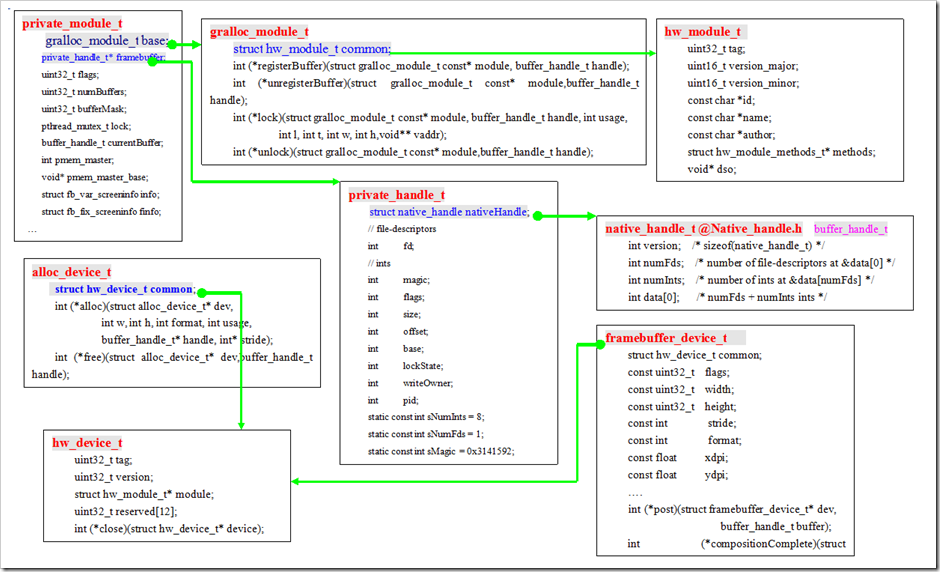 private_module_t
gralloc_module_t base;
private_handle_t* framebuffer;
uint32_t flags;
uint32_t numBuffers;
uint32_t bufferMask;
pthread_mutex_t lock;
buffer_handle_t currentBuffer;
int pmem_master;
void* pmem_master_base;
struct fb_var_screeninfo info;
struct fb_fix_screeninfo finfo;
...
gralloc_module_t
struct hw_module_t common;
int (*registerBuffer)(struct gralloc_module_t const* module, buffer_handle_t handle);
int (*unregisterBuffer)(struct gralloc_module_t const* module,buffer_handle_t
handle);
int (*lock)(struct gralloc_module_t const* module, buffer_handle_t handle, int usage,
int l, int t, int w, int h,void** vaddr);
int (*unlock)(struct gralloc_module_t const* module,buffer_handle_t handle);
hw_module_t
uint32_t tag;
uint16_t version_major;
uint16_t version_minor;
const char *id;
const char *name;
const char *author;
struct hw_module_methods_t* methods;
void* dso;
private_handle_t
struct native_handle nativeHandle;
// file-descriptors
int fd;
// ints
int magic;
int flags;
int size;
int offset;
int base;
int lockState;
int writeOwner;
int pid;
static const int sNumInts = 8;
static const int sNumFds = 1;
static const int sMagic = 0x3141592;
native_handle_t @Native_handle.h buffer_handle_t
int version; /* sizeof(native_handle_t) */
int numFds; /* number of file-descriptors at &data[0] */
int numInts; /* number of ints at &data[numFds] */
int data[0]; /* numFds + numInts ints */
alloc_device_t
struct hw_device_t common;
int (*alloc)(struct alloc_device_t* dev,
int w, int h, int format, int usage,
buffer_handle_t* handle, int* stride);
int (*free)(struct alloc_device_t* dev,buffer_handle_t
handle);
framebuffer_device_t
struct hw_device_t common;
const uint32_t flags;
const uint32_t width;
const uint32_t height;
const int stride;
const int format;
const float xdpi;
const float ydpi;
....
int (*post)(struct framebuffer_device_t* dev,
buffer_handle_t buffer);
int (*compositionComplete)(struct
hw_device_t
uint32_t tag;
uint32_t version;
struct hw_module_t* module;
uint32_t reserved[12];
int (*close)(struct hw_device_t* device);